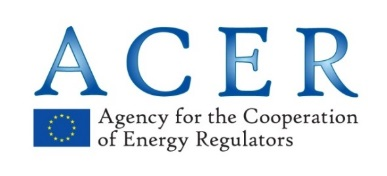 ACER
Agency for the Cooperation
of Energy Regulators